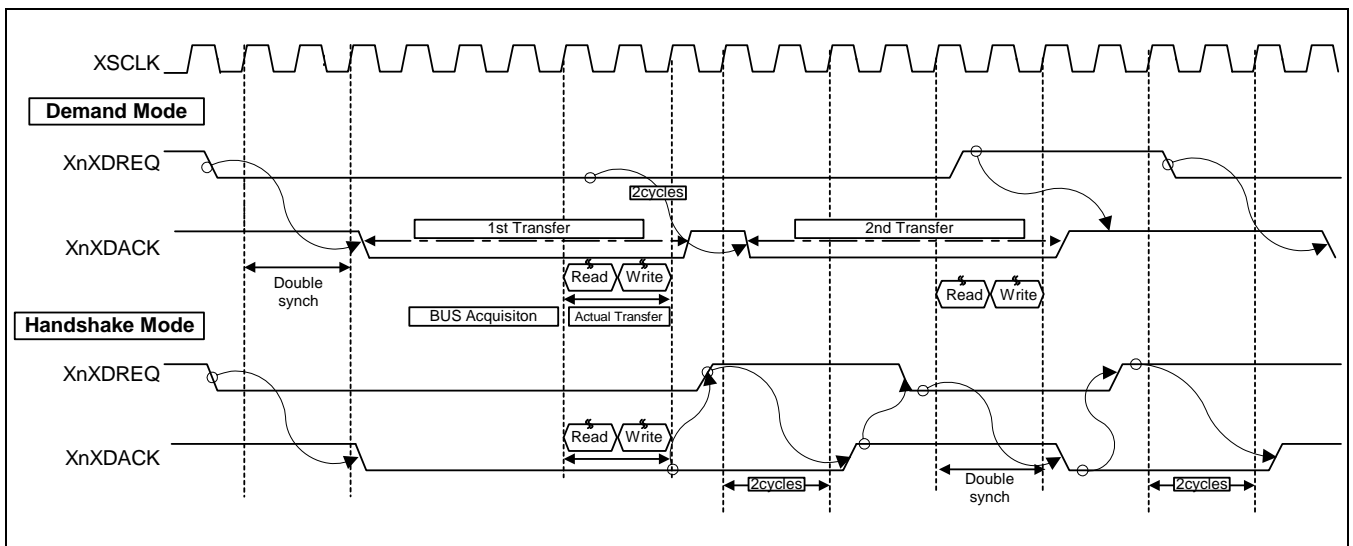 XSCLK
Demand Mode
XnXDREQ
2cycles
1st Transfer
2nd Transfer
XnXDACK
Double
synch
Read
Write
Read
Write
BUS Acquisiton
Actual Transfer
Handshake Mode
XnXDREQ
Read
Write
XnXDACK
2cycles
Double
synch
2cycles